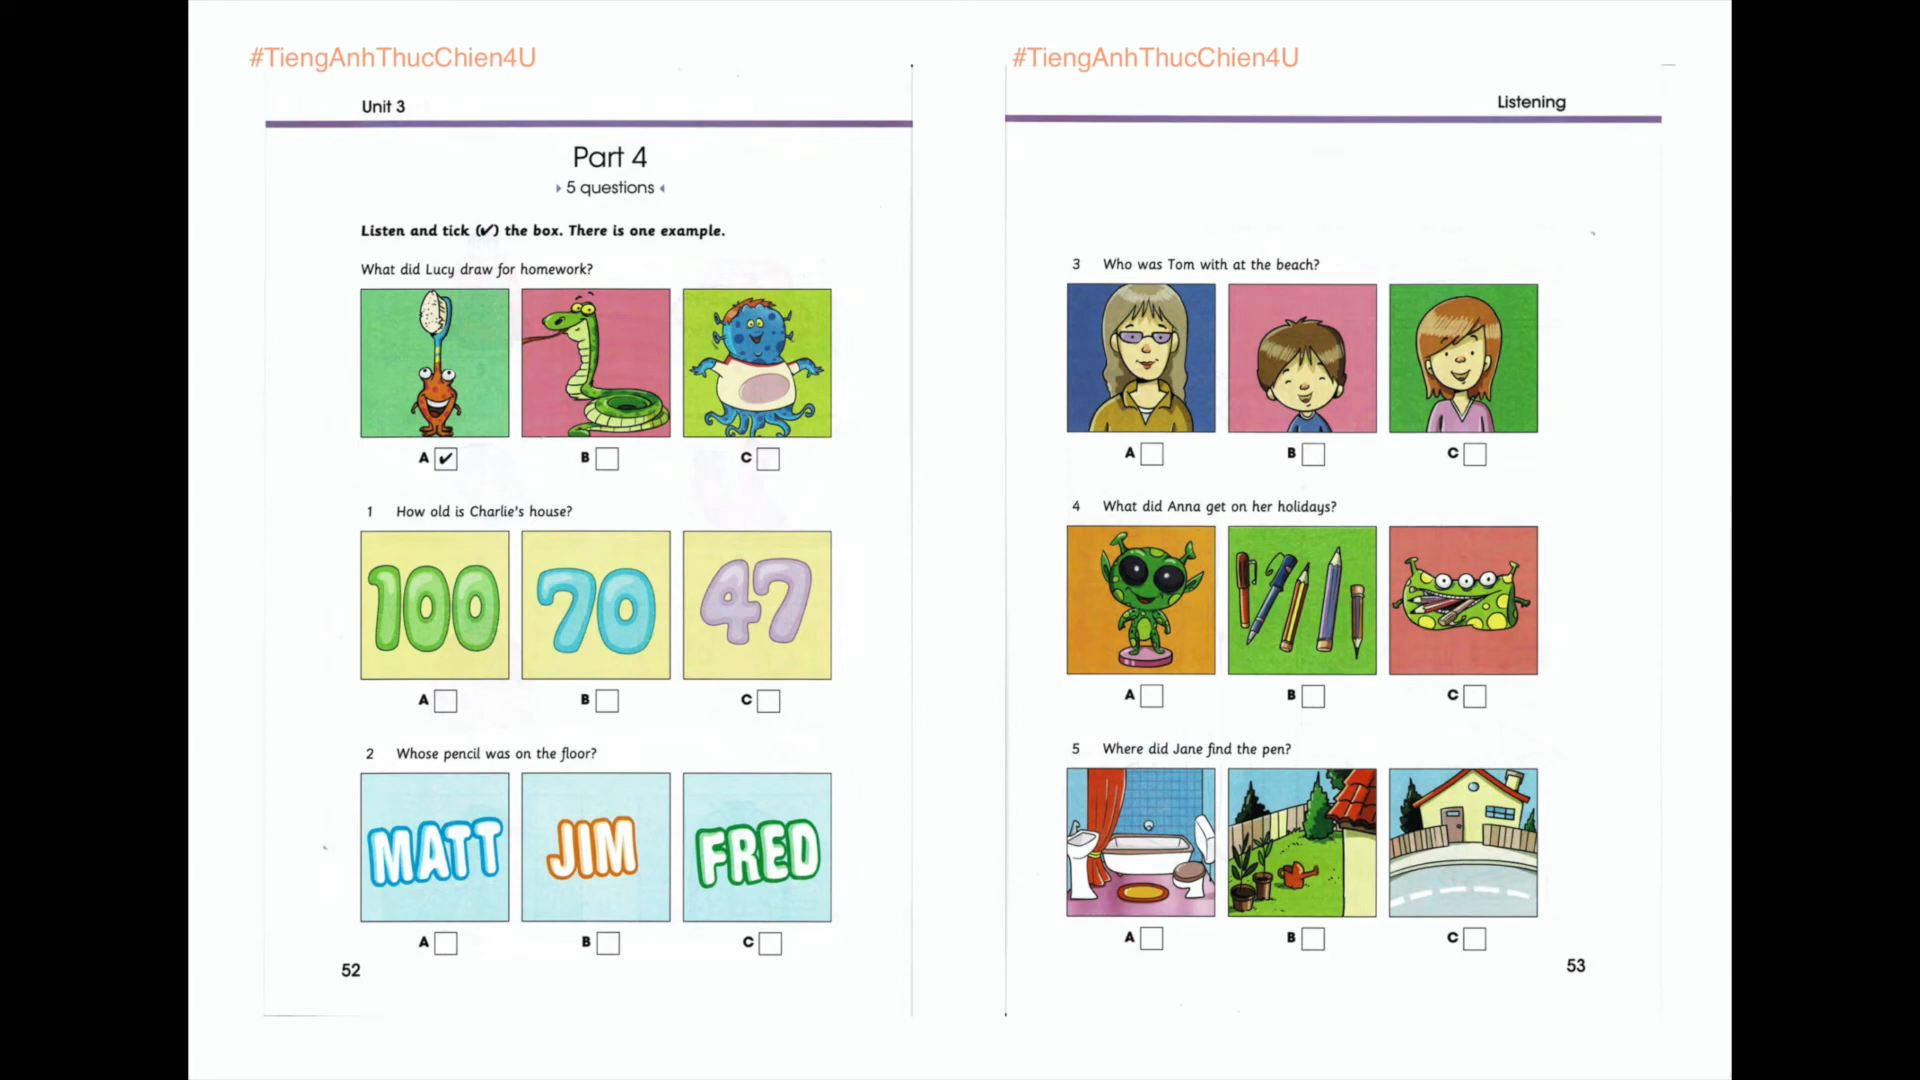 #TiengAnhThucChien4U
Unit 3
Part 4
5 questions
Listen and tick (✔) the box. There is one example.
What did Lucy draw for homework?
A ✔ B C
1 How old is Charlie's house?
100 70 47
A B C
2 Whose pencil was on the floor?
MATT JIM FRED
A B C
52
#TiengAnhThucChien4U
Listening
3 Who was Tom with at the beach?
A B C
4 What did Anna get on her holidays?
A B C
5 Where did Jane find the pen?
A B C
53